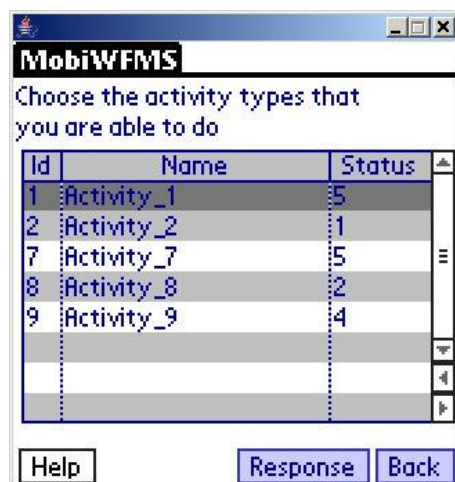 MobiWFMS
Choose the activity types that
you are able to do
Id Name Status
1 Activity_1 5
2 Activity_2 1
7 Activity_7 5
8 Activity_8 2
9 Activity_9 4
Help Response Back